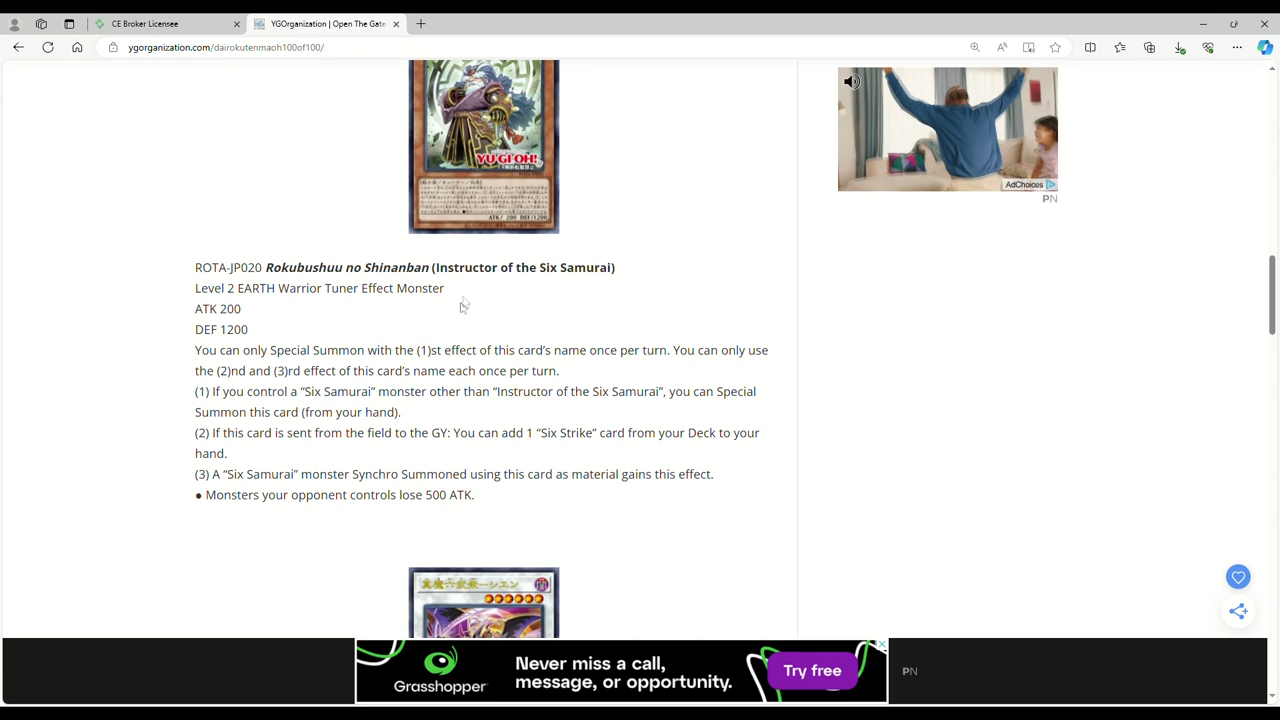 CE Broker Licensee
YGOrganization | Open The Gate
ygorganization.com/dairokutenmaoh100of100/
YU-GI-OH!
ATK/ 200 DEF/1200
AdChoices
PN
ROTA-JP020 Rokubushuu no Shinanban (Instructor of the Six Samurai)
Level 2 EARTH Warrior Tuner Effect Monster
ATK 200
DEF 1200
You can only Special Summon with the (1)st effect of this card’s name once per turn. You can only use
the (2)nd and (3)rd effect of this card’s name each once per turn.
(1) If you control a “Six Samurai” monster other than “Instructor of the Six Samurai”, you can Special
Summon this card (from your hand).
(2) If this card is sent from the field to the GY: You can add 1 “Six Strike” card from your Deck to your
hand.
(3) A “Six Samurai” monster Synchro Summoned using this card as material gains this effect.
● Monsters your opponent controls lose 500 ATK.
真魔六武衆－シエン
Grasshopper
Never miss a call,
message, or opportunity.
Try free
PN